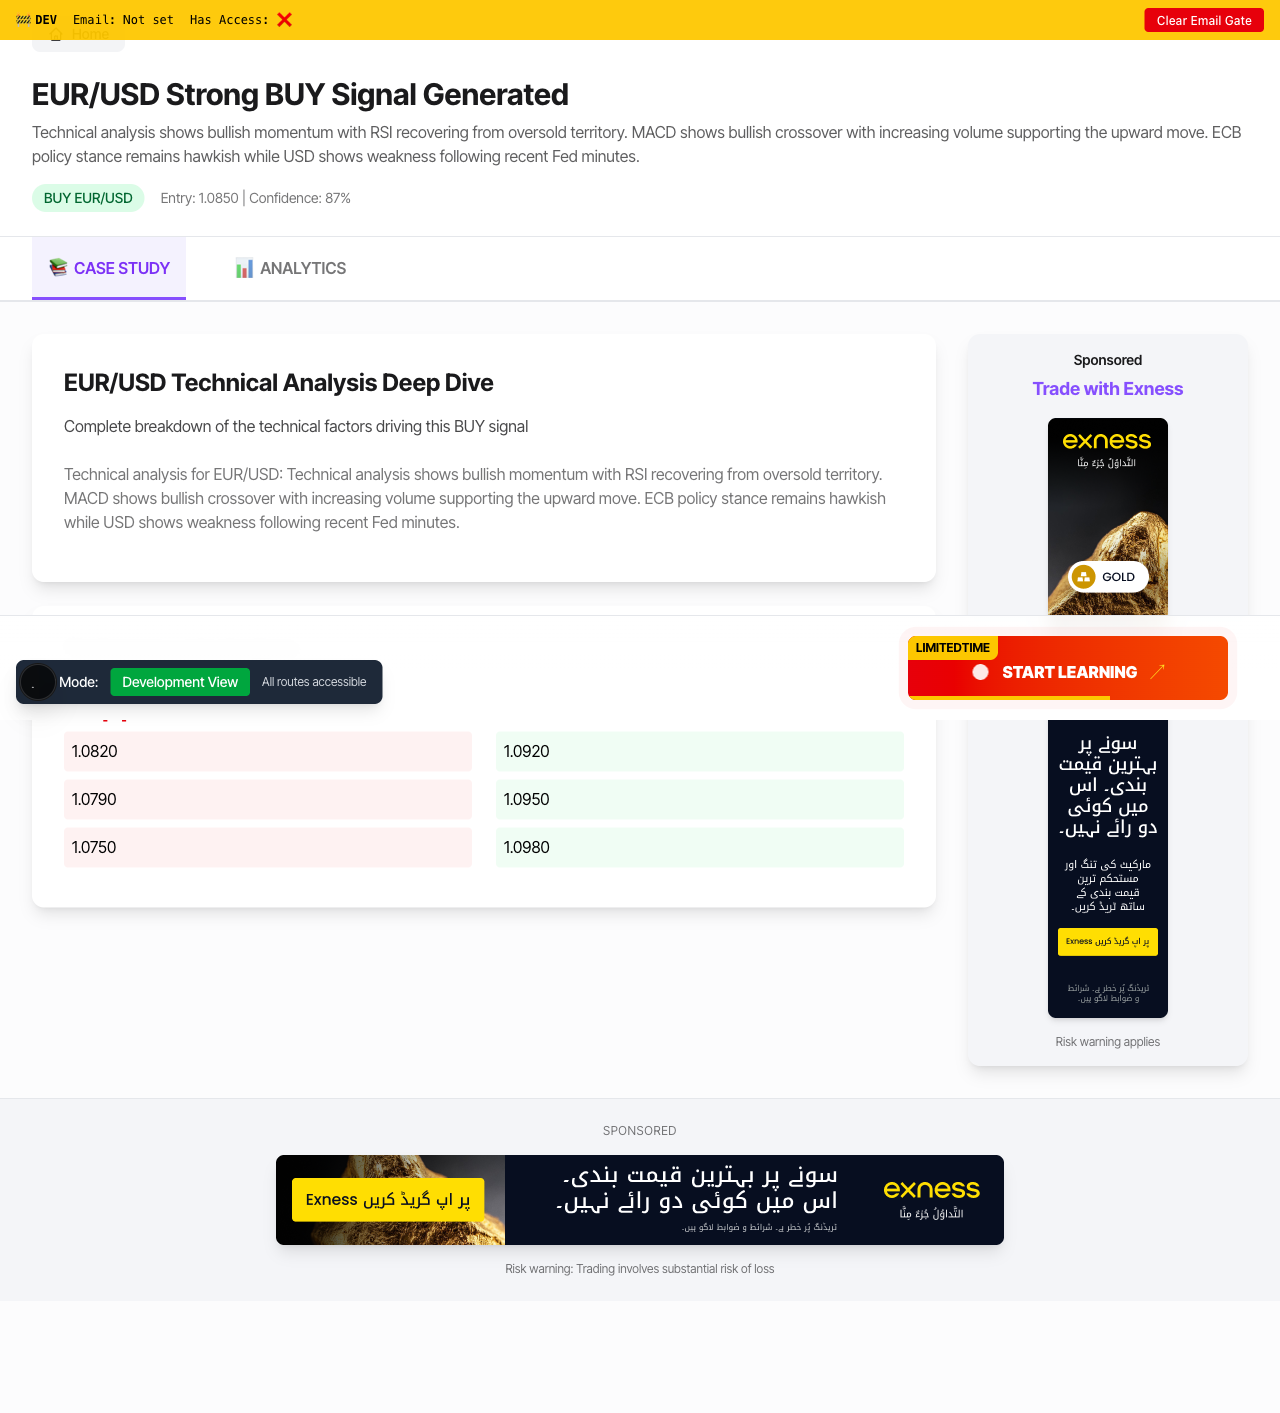 🚧 DEV Email: Not set Has Access: ❌ Clear Email Gate
Home
EUR/USD Strong BUY Signal Generated
Technical analysis shows bullish momentum with RSI recovering from oversold territory. MACD shows bullish crossover with increasing volume supporting the upward move. ECB
policy stance remains hawkish while USD shows weakness following recent Fed minutes.
BUY EUR/USD Entry: 1.0850 | Confidence: 87%
📚 CASE STUDY 📊 ANALYTICS
EUR/USD Technical Analysis Deep Dive
Complete breakdown of the technical factors driving this BUY signal
Technical analysis for EUR/USD: Technical analysis shows bullish momentum with RSI recovering from oversold territory.
MACD shows bullish crossover with increasing volume supporting the upward move. ECB policy stance remains hawkish
while USD shows weakness following recent Fed minutes.
Sponsored
Trade with Exness
exness
التَّداوُلُ جُزءٌ مِنَّا
GOLD
LIMITEDTIME
START LEARNING
Mode: Development View All routes accessible
1.0820 1.0920
1.0790 1.0950
1.0750 1.0980
سونے پر
بہترین قیمت
بندی۔ اس
میں کوئی
دو رائے نہیں۔
مارکیٹ کی تنگ اور
مستحکم ترین
قیمت بندی کے
ساتھ ٹریڈ کریں۔
Exness پر اپ گریڈ کریں
ٹریڈنگ پُر خطر ہے۔ شرائط
و ضوابط لاگو ہیں۔
Risk warning applies
SPONSORED
Exness پر اپ گریڈ کریں
سونے پر بہترین قیمت بندی۔
اس میں کوئی دو رائے نہیں۔
ٹریڈنگ پُر خطر ہے۔ شرائط و ضوابط لاگو ہیں۔
exness
التَّداوُلُ جُزءٌ مِنَّا
Risk warning: Trading involves substantial risk of loss